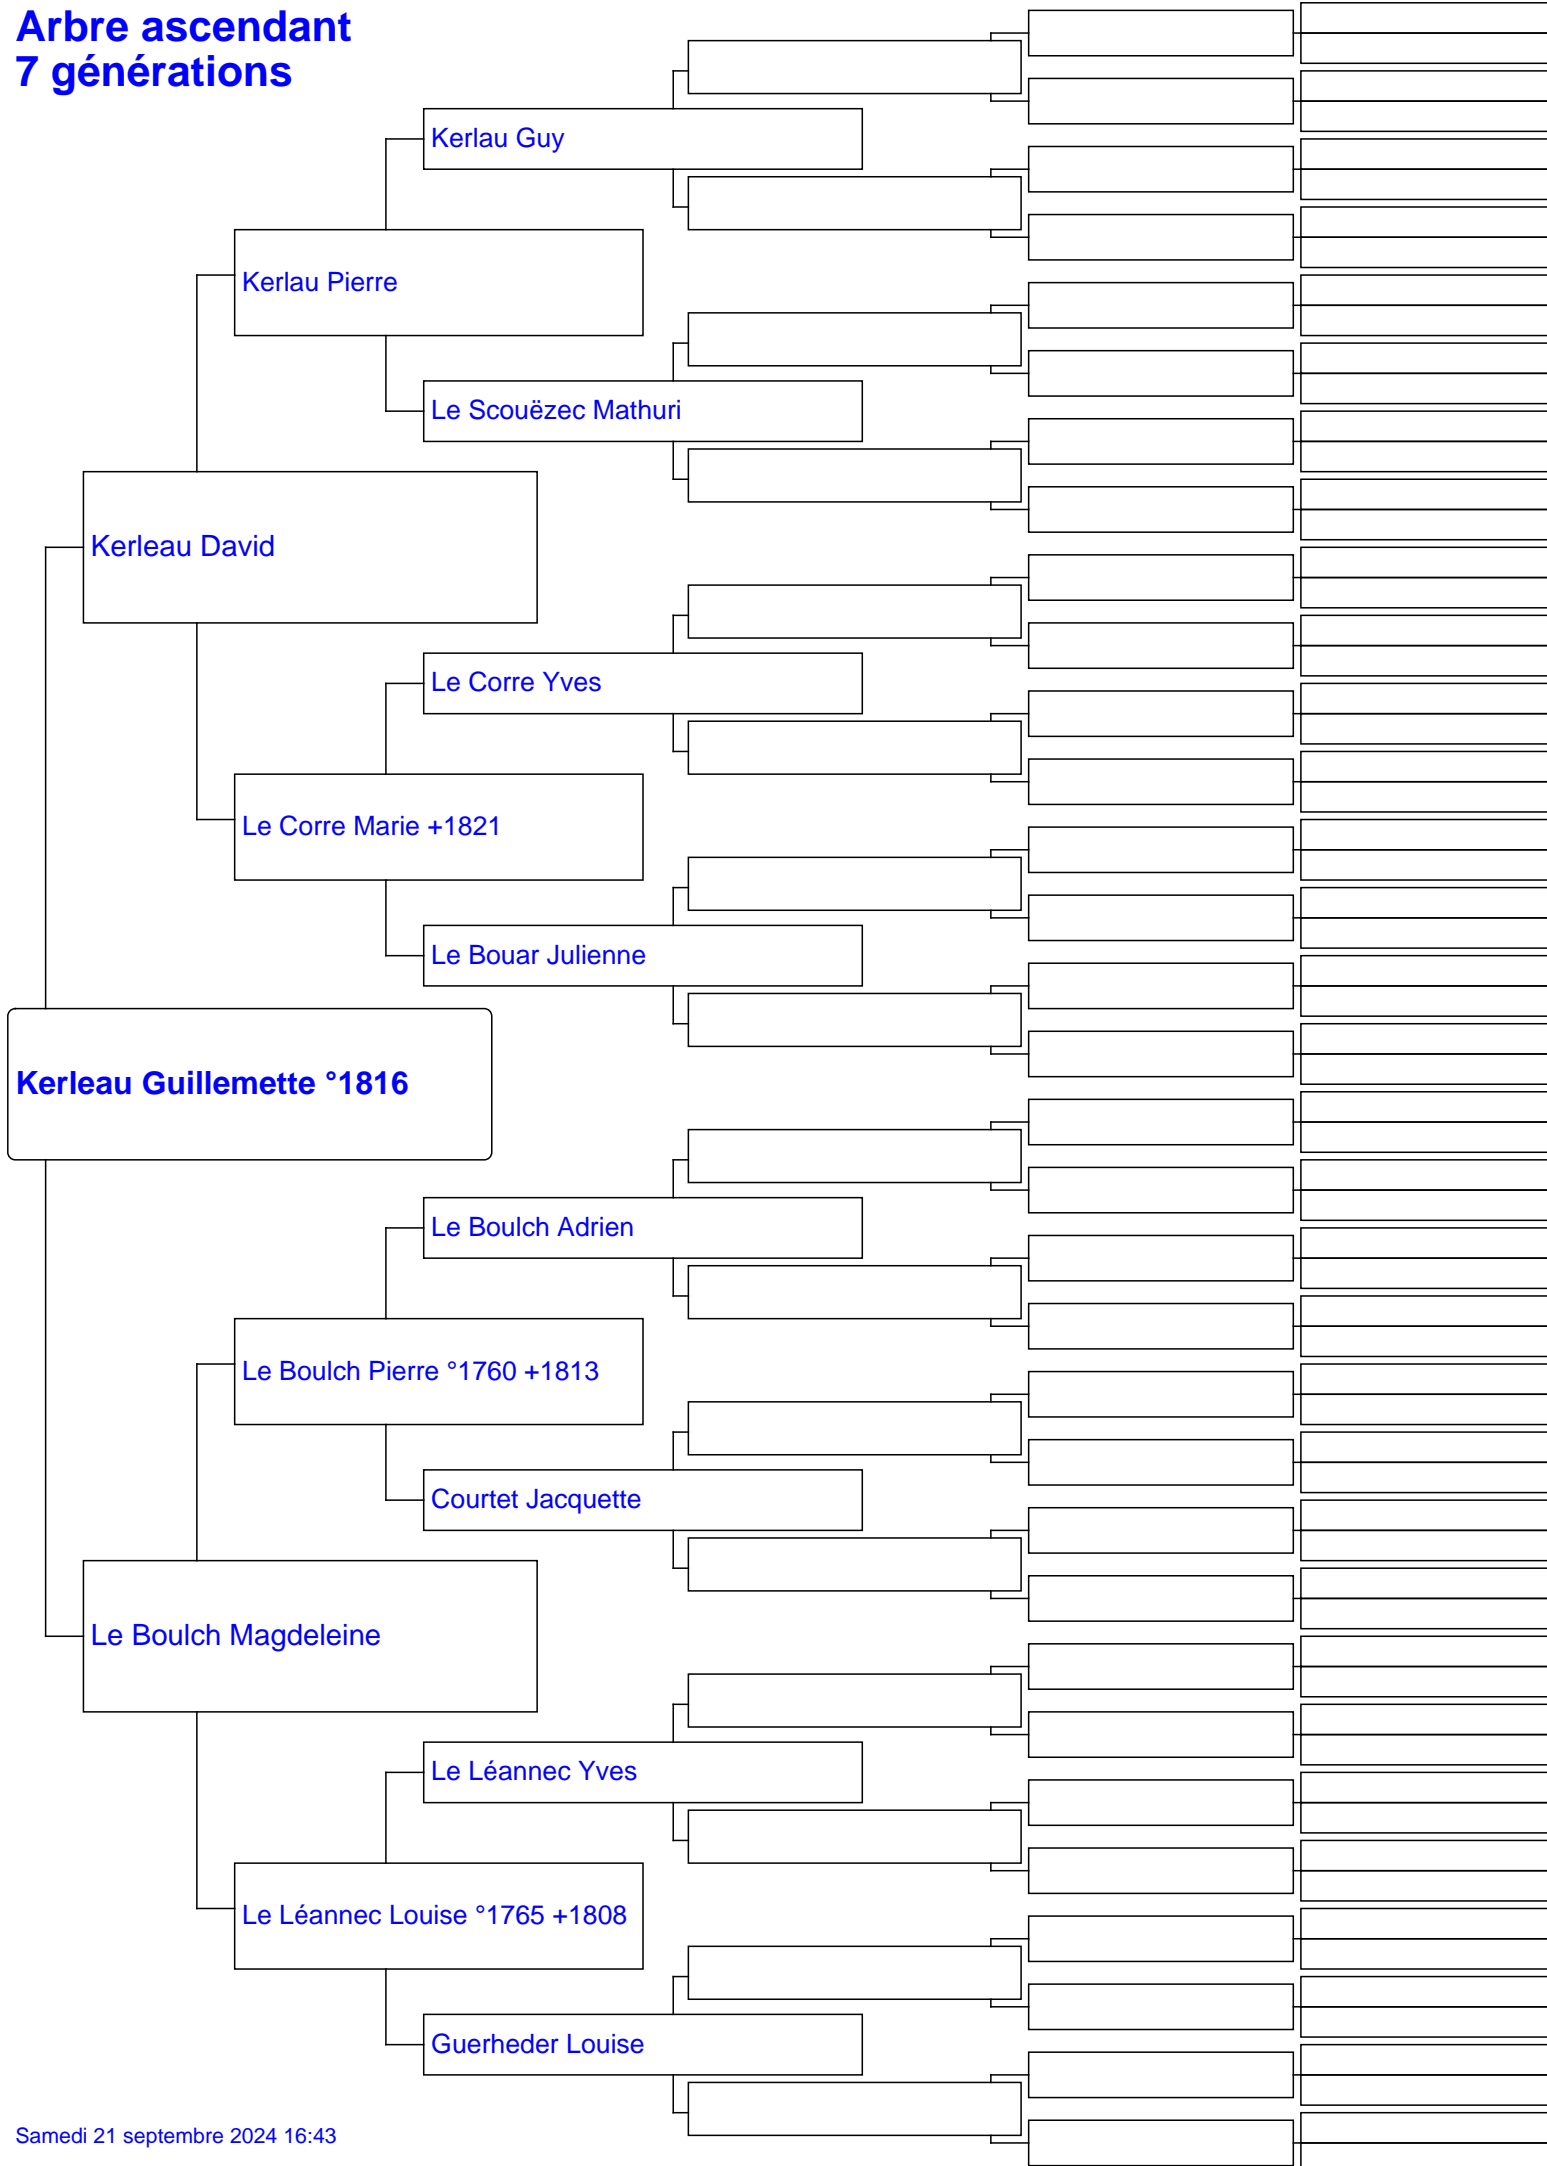 Arbre ascendant
7 générations
Kerlau Guy
Kerlau Pierre
Le Scouëzec Mathuri
Kerleau David
Le Corre Yves
Le Corre Marie +1821
Le Bouar Julienne
Kerleau Guillemette °1816
Le Boulch Adrien
Le Boulch Pierre °1760 +1813
Courtet Jacquette
Le Boulch Magdeleine
Le Léannec Yves
Le Léannec Louise °1765 +1808
Guerheder Louise
Samedi 21 septembre 2024 16:43